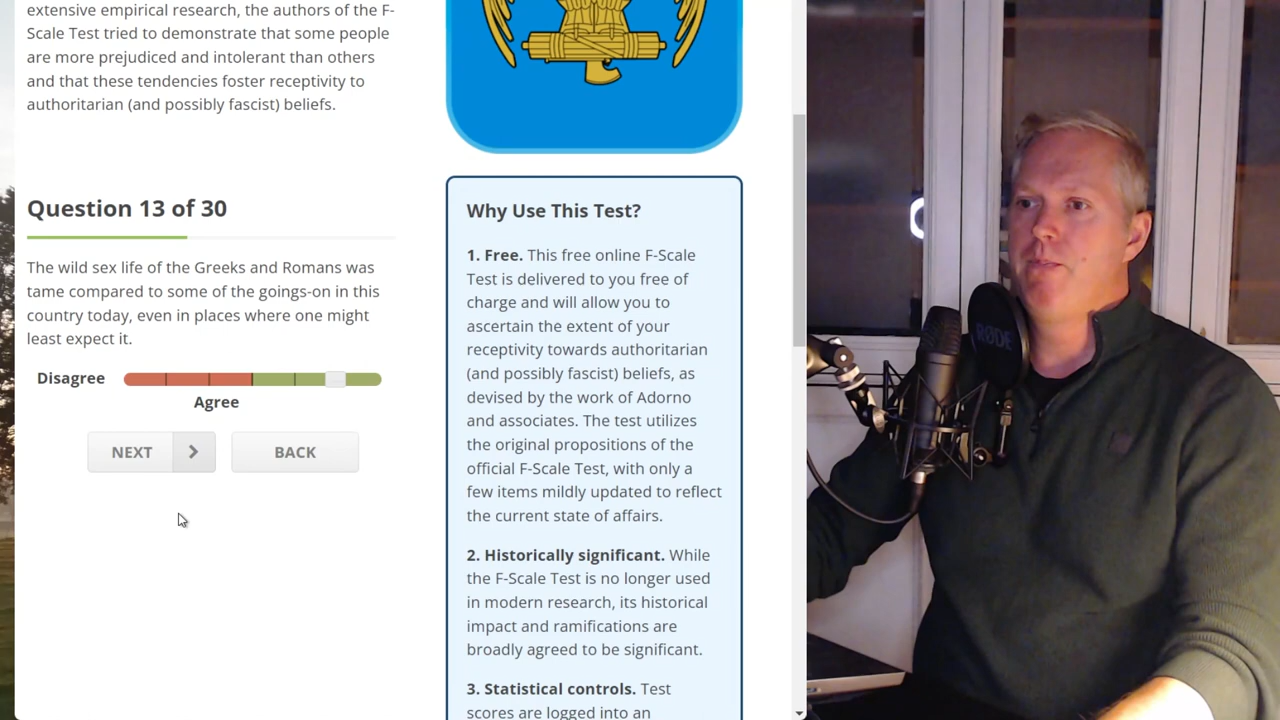 extensive empirical research, the authors of the F-
Scale Test tried to demonstrate that some people
are more prejudiced and intolerant than others
and that these tendencies foster receptivity to
authoritarian (and possibly fascist) beliefs.
Question 13 of 30
The wild sex life of the Greeks and Romans was
tame compared to some of the goings-on in this
country today, even in places where one might
least expect it.
Disagree
Agree
NEXT
BACK
Why Use This Test?
1. Free. This free online F-Scale
Test is delivered to you free of
charge and will allow you to
ascertain the extent of your
receptivity towards authoritarian
(and possibly fascist) beliefs, as
devised by the work of Adorno
and associates. The test utilizes
the original propositions of the
official F-Scale Test, with only a
few items mildly updated to reflect
the current state of affairs.
2. Historically significant. While
the F-Scale Test is no longer used
in modern research, its historical
impact and ramifications are
broadly agreed to be significant.
3. Statistical controls. Test
scores are logged into an
RØDE